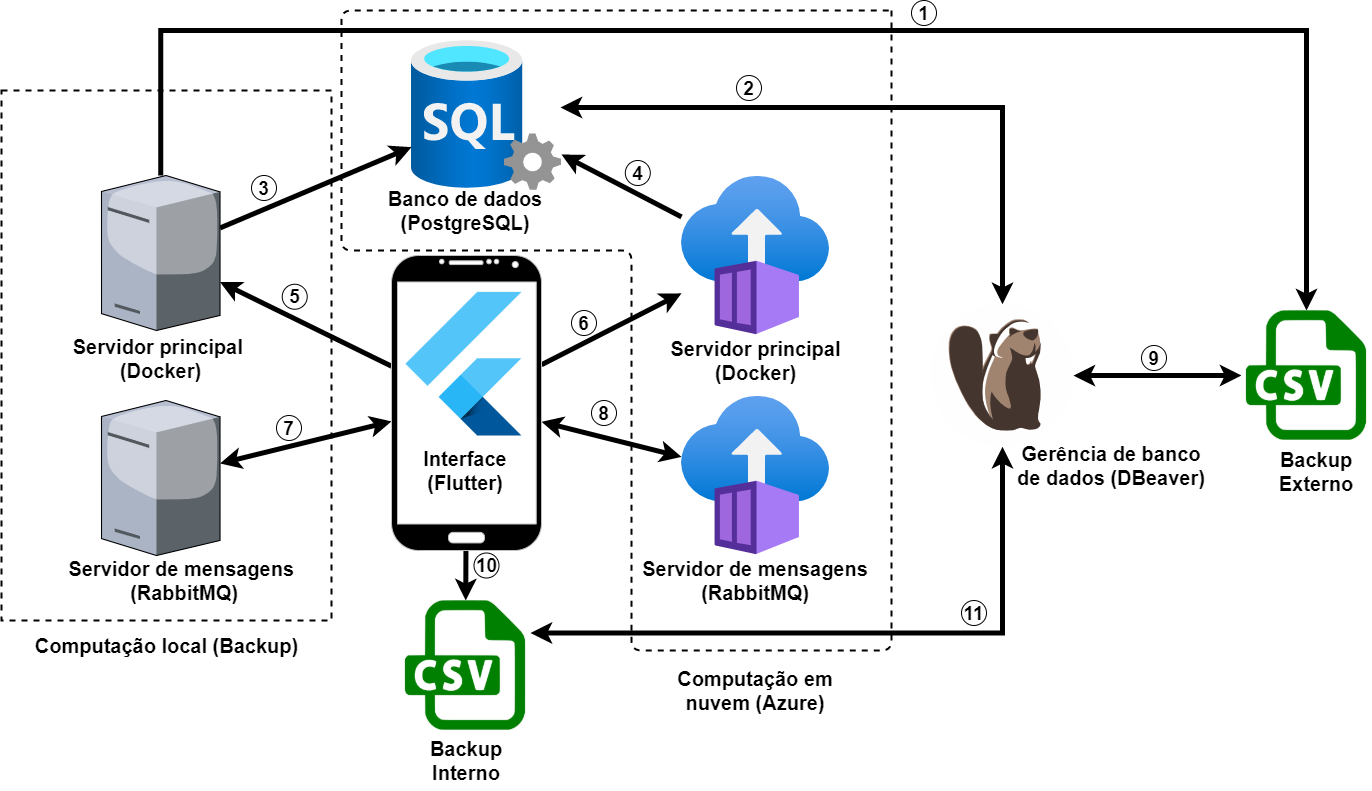 1
2
SQL
3
4
Banco de dados
(PostgreSQL)
5
6
Servidor principal
(Docker)
Servidor principal
(Docker)
9
CSV
7
8
Interface
(Flutter)
Gerência de banco
de dados (DBeaver)
Backup
Externo
Servidor de mensagens
(RabbitMQ)
10
Servidor de mensagens
(RabbitMQ)
11
Computação local (Backup)
CSV
Computação em
nuvem (Azure)
Backup
Interno